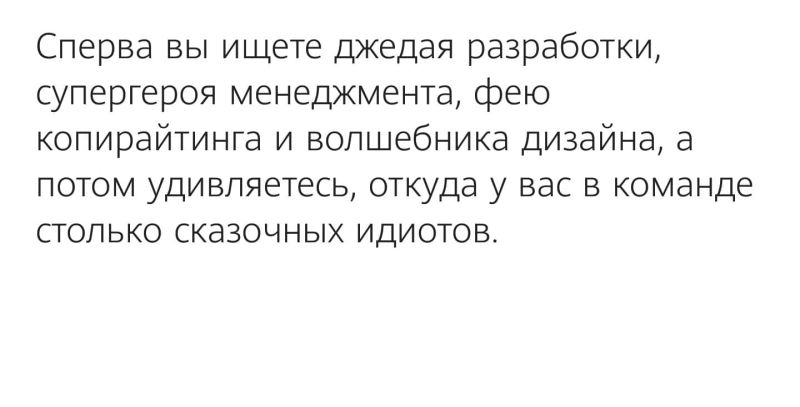 Сперва вы ищете джедая разработки,
супергероя менеджмента, фею
копирайтинга и волшебника дизайна, а
потом удивляетесь, откуда у вас в команде
столько сказочных идиотов.